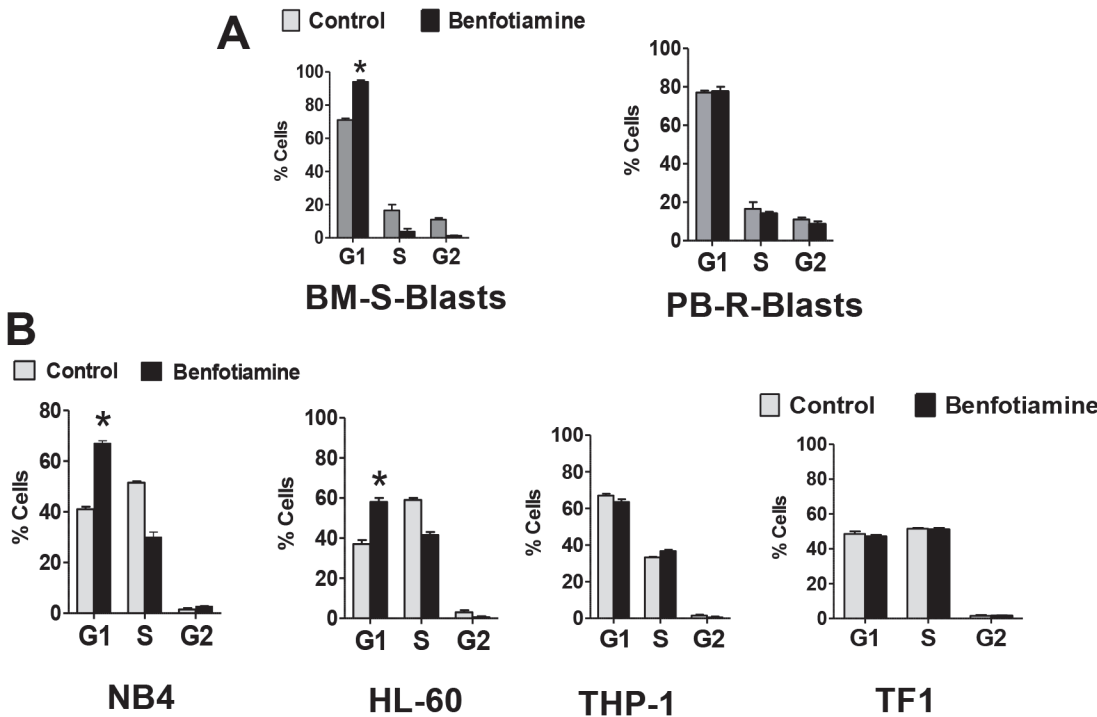 A
Control Benfotiamine
% Cells
100
80
60
40
20
0
*
G1 S G2
BM-S-Blasts
% Cells
100
80
60
40
20
0
G1 S G2
PB-R-Blasts
B
Control Benfotiamine
% Cells
80
60
40
20
0
*
G1 S G2
NB4
% Cells
100
80
60
40
20
0
*
G1 S G2
HL-60
% Cells
100
80
60
40
20
0
G1 S G2
THP-1
Control Benfotiamine
% Cells
100
80
60
40
20
0
G1 S G2
TF1